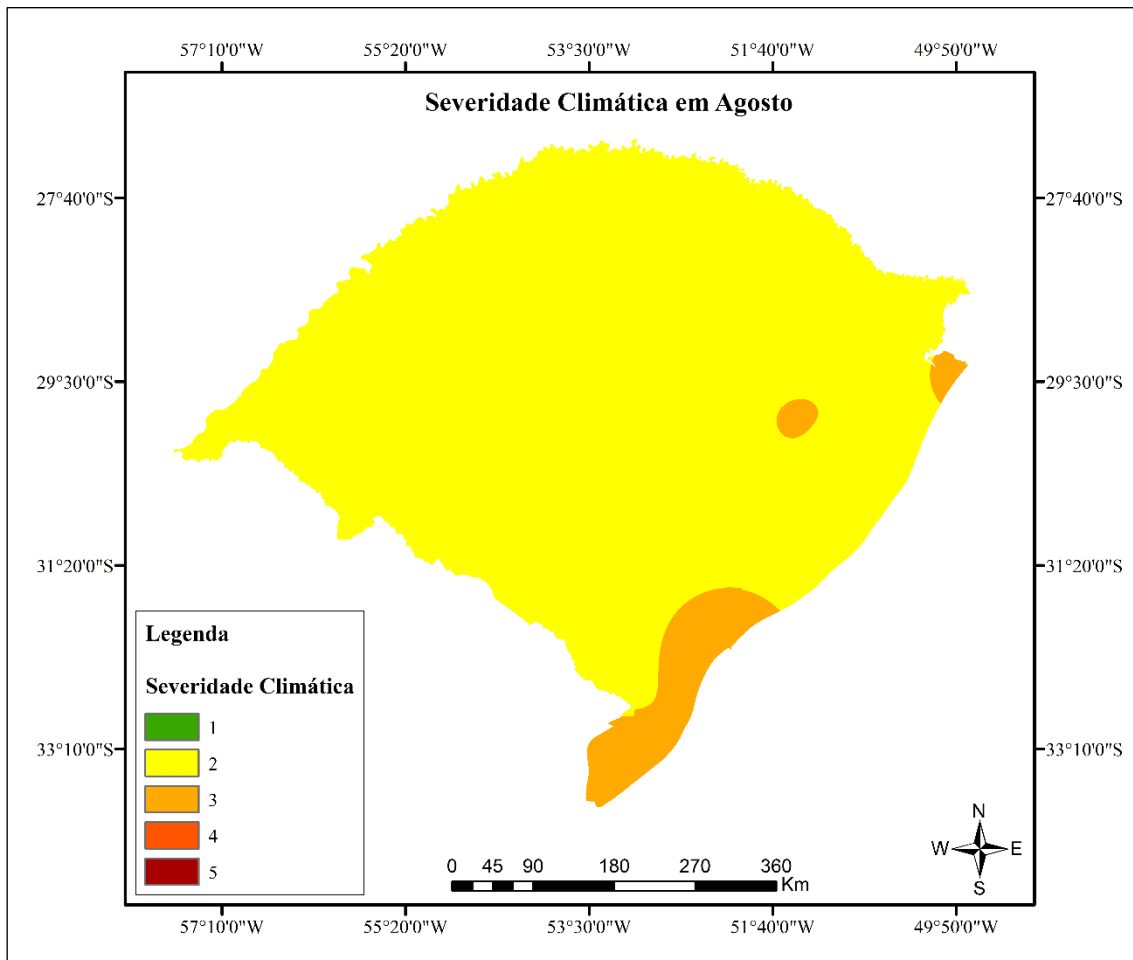 57°10'0"W 55°20'0"W 53°30'0"W 51°40'0"W 49°50'0"W
Severidade Climática em Agosto
27°40'0"S 27°40'0"S
29°30'0"S 29°30'0"S
31°20'0"S 31°20'0"S
Legenda
Severidade Climática
1
2
33°10'0"S 33°10'0"S
3
4
5
N
W E
S
0 45 90 180 270 360
Km
57°10'0"W 55°20'0"W 53°30'0"W 51°40'0"W 49°50'0"W